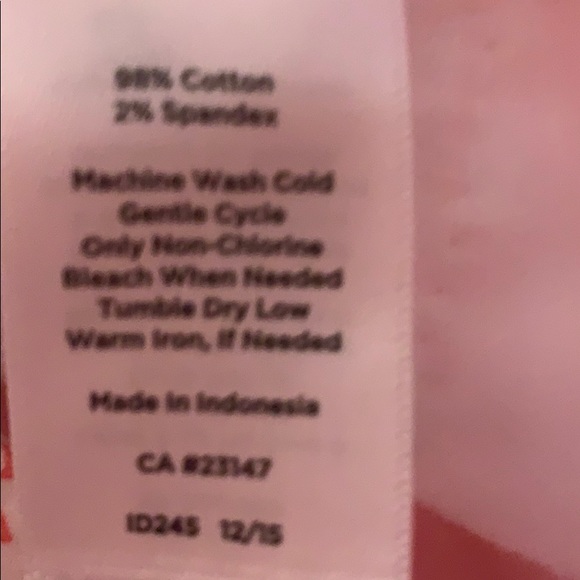 98% Cotton
2% Spandex
Machine Wash Cold
Gentle Cycle
Only Non-Chlorine
Bleach When Needed
Tumble Dry Low
Warm Iron, If Needed
Made In Indonesia
CA #23147
ID245 12/15